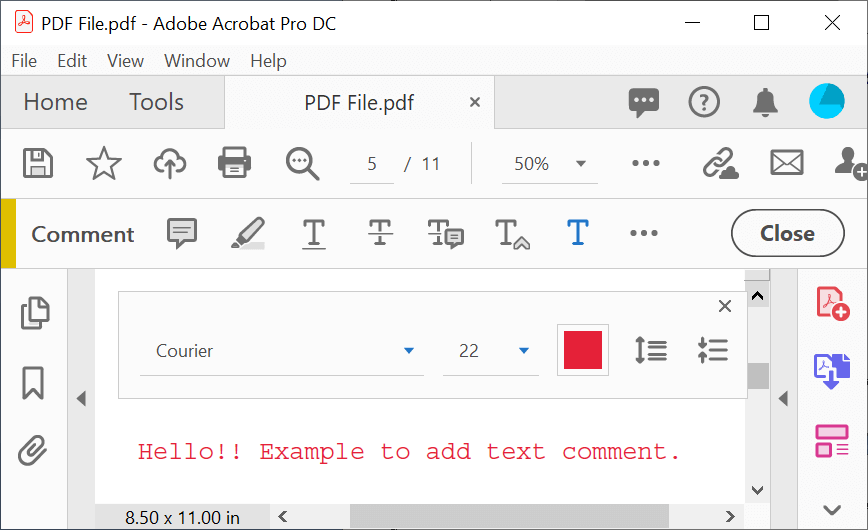 PDF File.pdf - Adobe Acrobat Pro DC
File Edit View Window Help
Home Tools PDF File.pdf
5 / 11 50%
Comment T T T T T Close
Courier 22
Hello!! Example to add text comment.
8.50 x 11.00 in